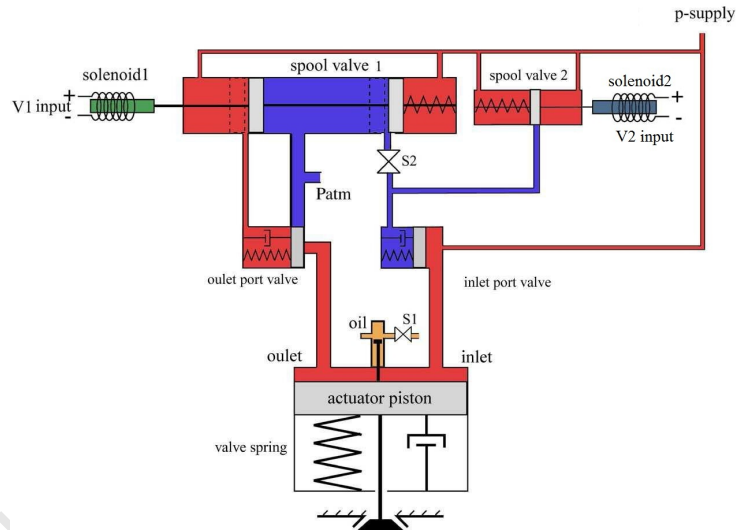 p-supply
solenoid1
spool valve 1
spool valve 2
solenoid2
+
V1 input
-
+
-
V2 input
S2
Patm
oulet port valve
inlet port valve
oil
S1
oulet
inlet
actuator piston
valve spring